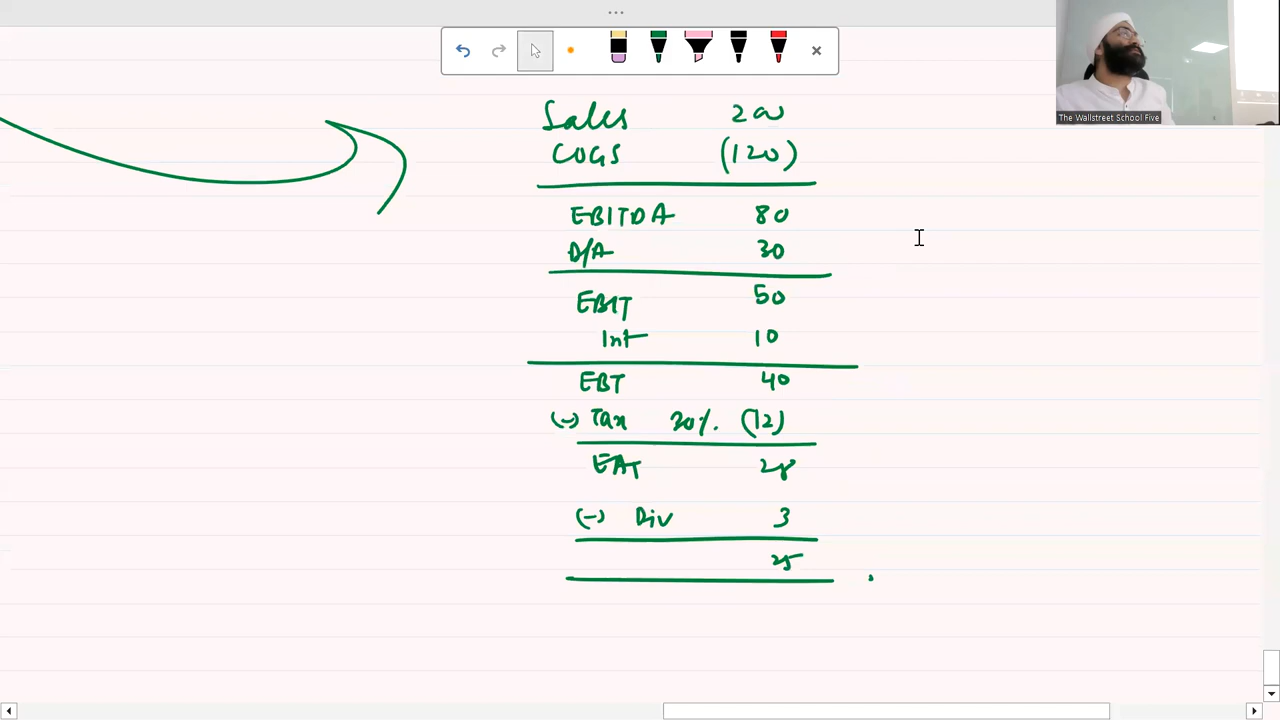 The Wallstreet School Five
Sales 200
COGS (120)
EBITDA 80
D/A 30
EBIT 50
Int 10
EBT 40
(-) Tax 30% (12)
EAT 28
(-) Div 3
25